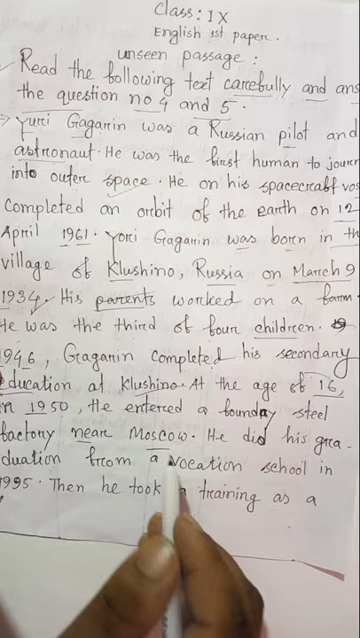 Class: IX
English 1st paper.
unseen passage:
Read the following text carefully and ans
the question no 4 and 5.
Yuri Gagarin was a Russian pilot and
astronaut. He was the first human to journ
into outer space. He on his spacecraft vos
completed an orbit of the earth on 12
April 1961. Yuri Gagarin was born in th
village of Klushino, Russia on March 9
1934. His parents worked on a farm
He was the third of four children.
1946, Gagarin completed his secondary
education at Klushino. At the age of 16,
in 1950, He entered a foundry steel
factory near Moscow. He did his gra-
duation from a vocation school in
1995. Then he took training as a